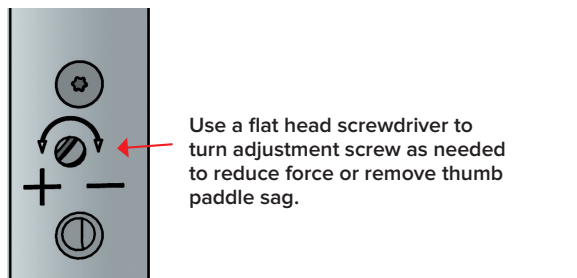 + −
Use a flat head screwdriver to
turn adjustment screw as needed
to reduce force or remove thumb
paddle sag.